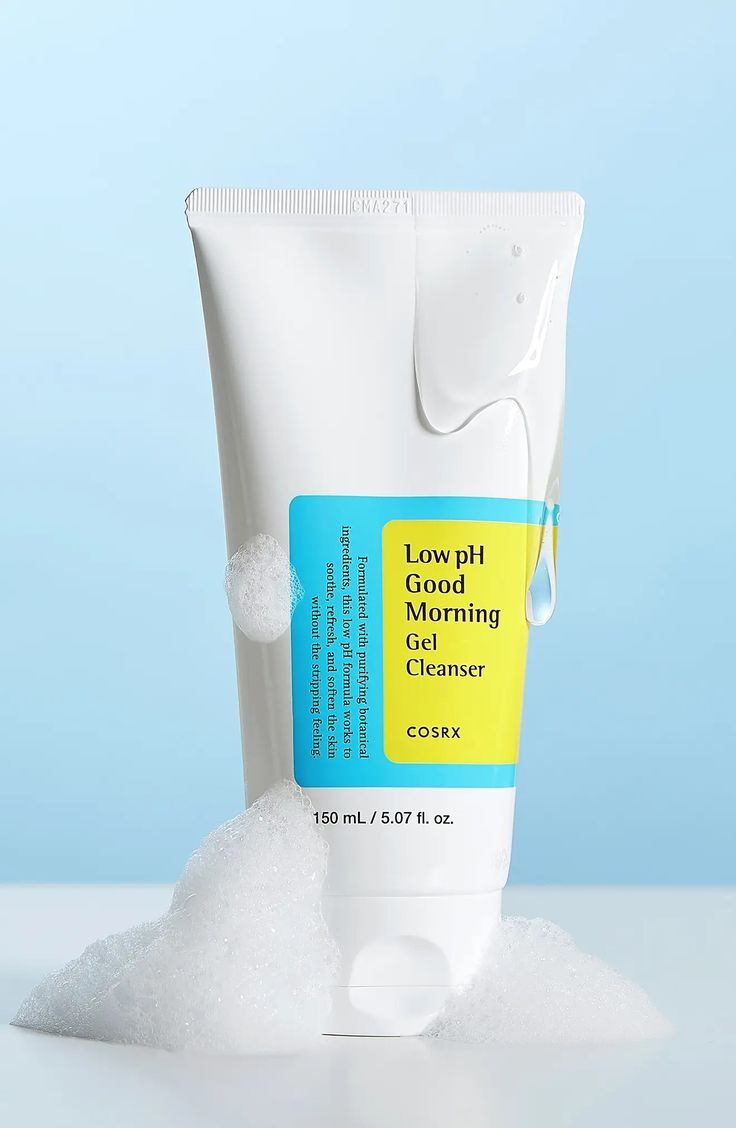 CMA271
Low pH
Good
Morning
Gel
Cleanser
COSRX
Formulated with purifying botanical
ingredients, this low pH formula works to
soothe, refresh, and soften the skin
without the stripping feeling.
150 mL / 5.07 fl. oz.